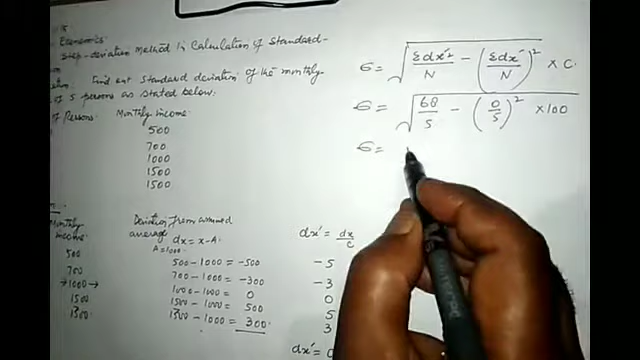 Economics
Step-deviation method in Calculation of Standard-
Find out standard deviation of the monthly
of 5 persons as stated below:
of Persons: Monthly income:
500
700
1000
1500
1500
Monthly income
500
700
→1000→
1500
1300
Deviation from assumed
average dx = x-A
A=1000
500-1000 = -500
700-1000 = -300
1000-1000 = 0
1500-1000 = 500
1300-1000 = 300
dx' = dx/c
-5
-3
0
5
3
dx' = 0
σ = √(Σdx'²/N - (Σdx'/N)²) × C.
σ = √(68/5 - (0/5)²) ×100
σ =